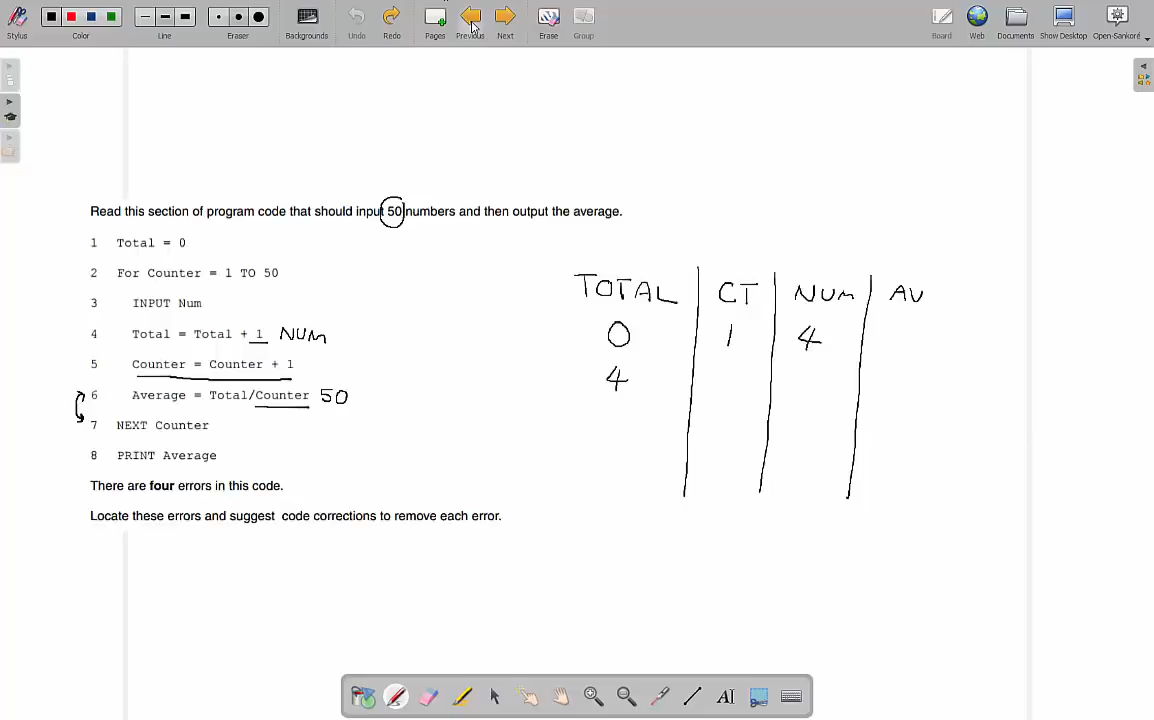 Stylus Color Line Eraser Backgrounds Undo Redo Pages Previous Next Erase Group Board Web Documents Show Desktop Open-Sankoré
Read this section of program code that should input 50 numbers and then output the average.
1 Total = 0
2 For Counter = 1 TO 50
3 INPUT Num
4 Total = Total + 1 NUM
5 Counter = Counter + 1
6 Average = Total/Counter 50
7 NEXT Counter
8 PRINT Average
There are four errors in this code.
Locate these errors and suggest code corrections to remove each error.
TOTAL CT NUM AV
0 1 4
4
AI